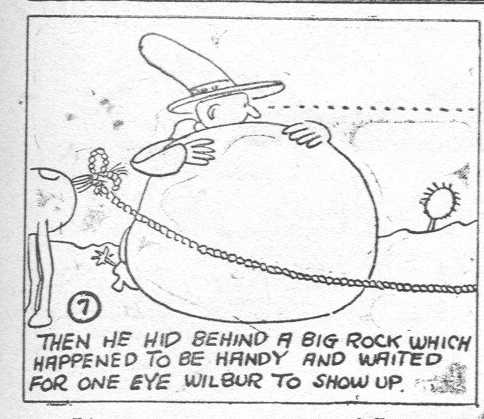 7
THEN HE HID BEHIND A BIG ROCK WHICH
HAPPENED TO BE HANDY AND WAITED
FOR ONE EYE WILBUR TO SHOW UP.